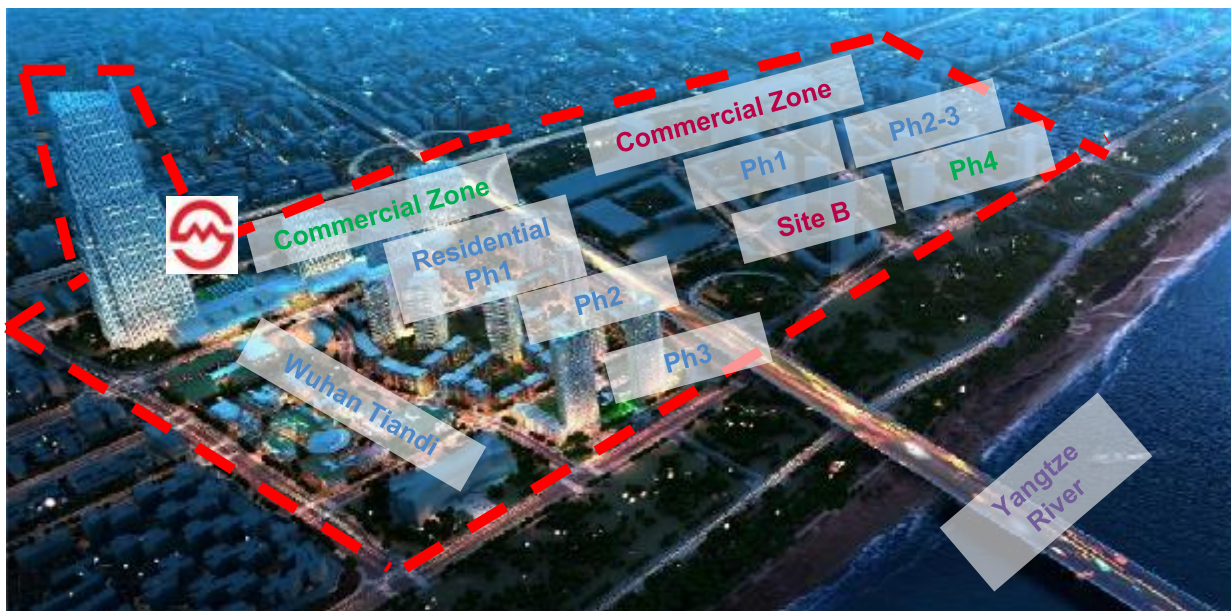 Commercial Zone
Ph2-3
Ph1
Ph4
Commercial Zone
Site B
Residential
Ph1
Ph2
Ph3
Wuhan Tiandi
Yangtze
River